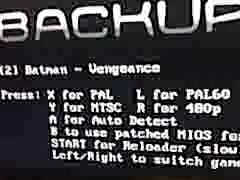 BACKUP
(2) Batman - Vengeance
Press: X for PAL L for PAL60
Y for NTSC R for 480p
A for Auto Detect
B to use patched MIOS for
START for Reloader (slow
Left/Right to switch game